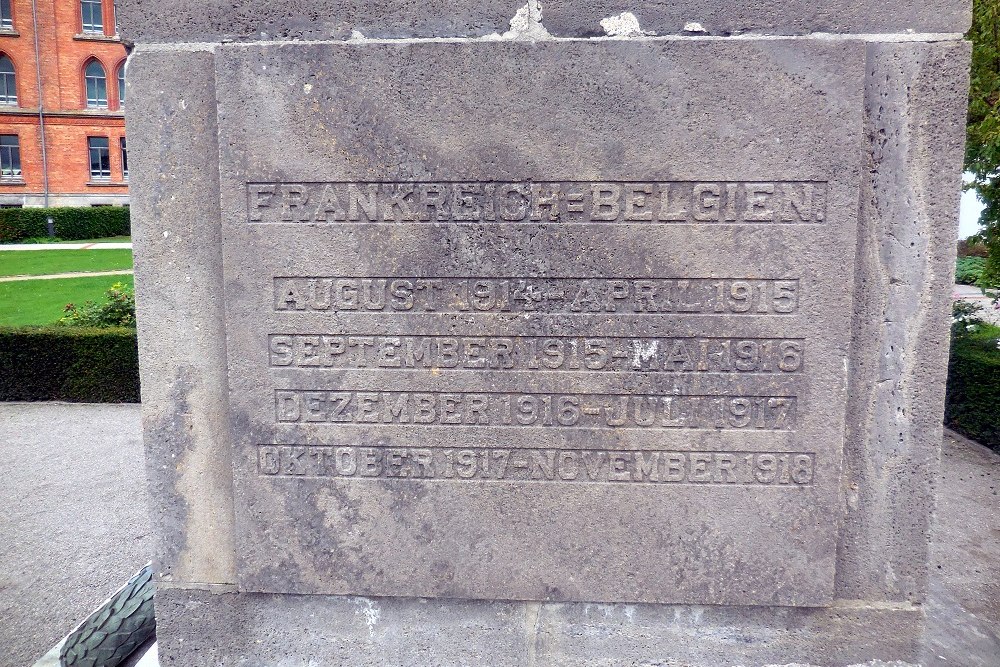 FRANKREICH=BELGIEN.
AUGUST 1914-APRIL 1915
SEPTEMBER 1915-MAI 1916
DEZEMBER 1916-JULI 1917
OKTOBER 1917-NOVEMBER 1918